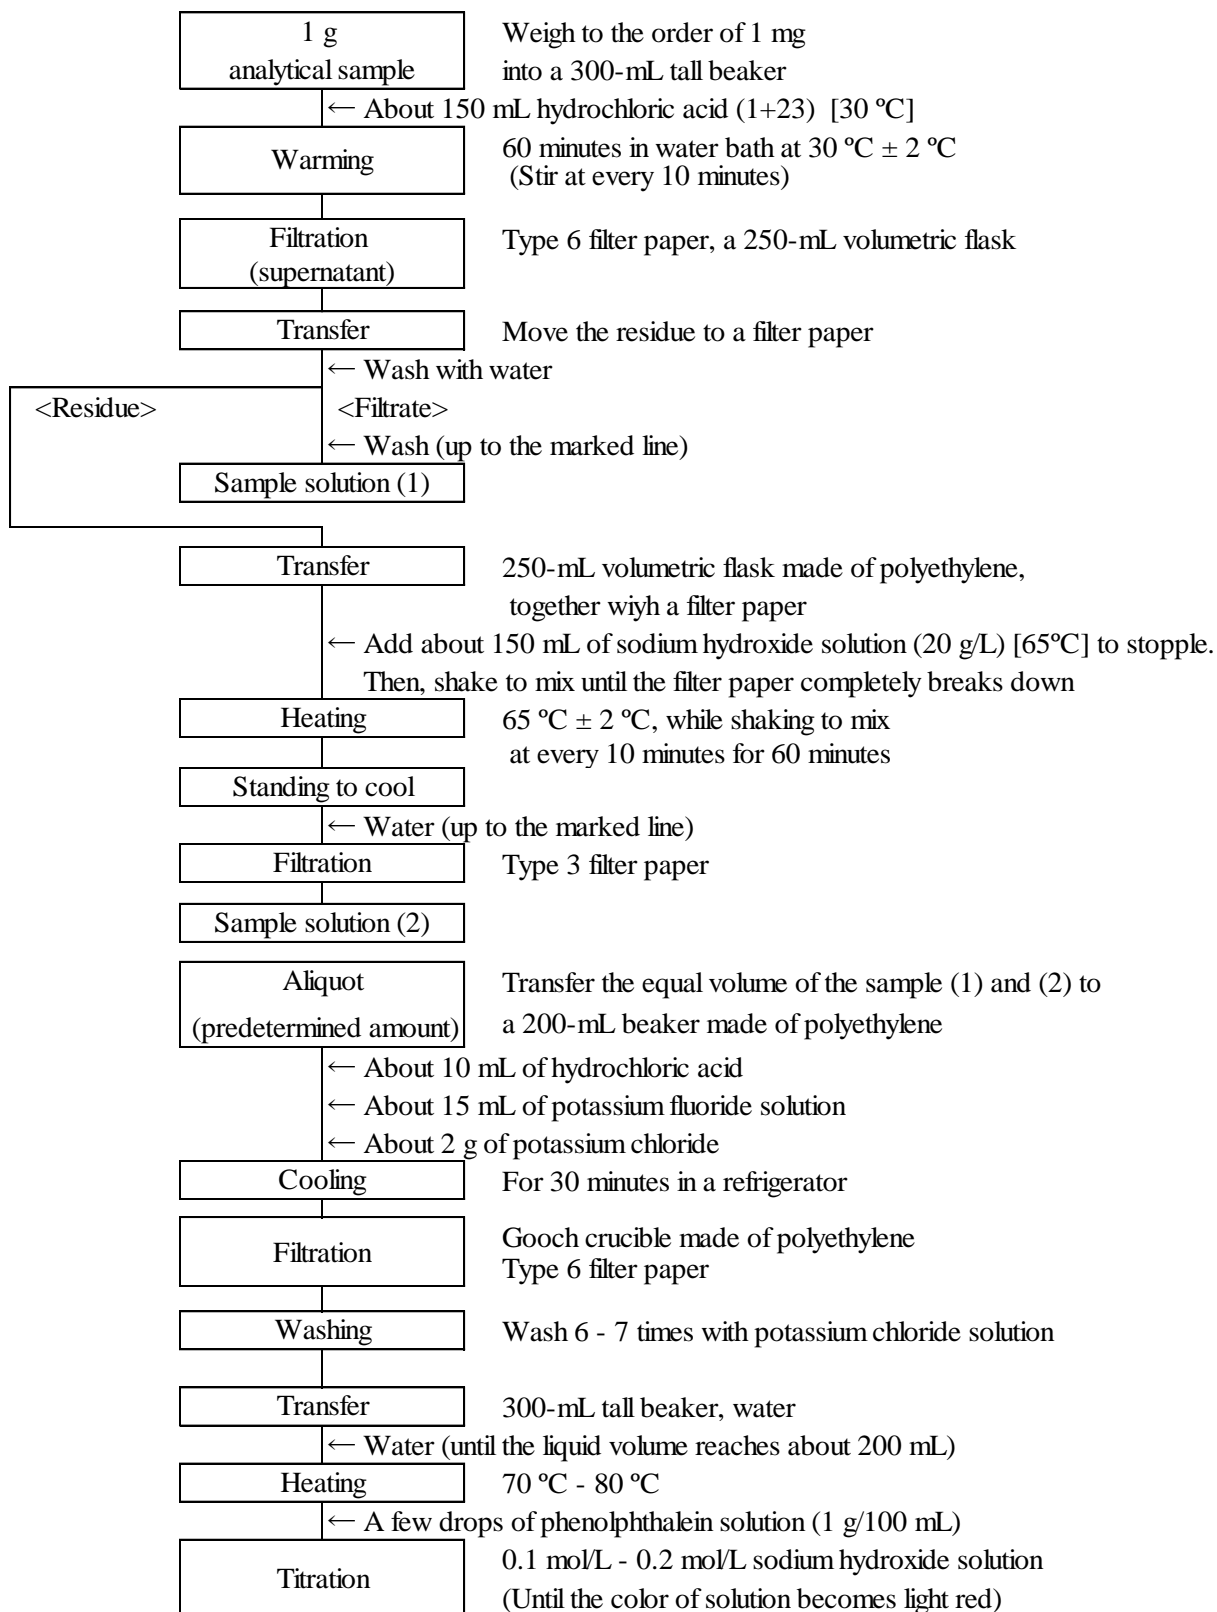 1 g
analytical sample
Weigh to the order of 1 mg
into a 300-mL tall beaker
← About 150 mL hydrochloric acid (1+23) [30 ºC]
Warming
60 minutes in water bath at 30 ºC ± 2 ºC
(Stir at every 10 minutes)
Filtration
(supernatant)
Type 6 filter paper, a 250-mL volumetric flask
Transfer
Move the residue to a filter paper
← Wash with water
<Residue>
<Filtrate>
← Wash (up to the marked line)
Sample solution (1)
Transfer
250-mL volumetric flask made of polyethylene,
together wiyh a filter paper
← Add about 150 mL of sodium hydroxide solution (20 g/L) [65ºC] to stopple.
Then, shake to mix until the filter paper completely breaks down
Heating
65 ºC ± 2 ºC, while shaking to mix
at every 10 minutes for 60 minutes
Standing to cool
← Water (up to the marked line)
Filtration
Type 3 filter paper
Sample solution (2)
Aliquot
(predetermined amount)
Transfer the equal volume of the sample (1) and (2) to
a 200-mL beaker made of polyethylene
← About 10 mL of hydrochloric acid
← About 15 mL of potassium fluoride solution
← About 2 g of potassium chloride
Cooling
For 30 minutes in a refrigerator
Filtration
Gooch crucible made of polyethylene
Type 6 filter paper
Washing
Wash 6 - 7 times with potassium chloride solution
Transfer
300-mL tall beaker, water
← Water (until the liquid volume reaches about 200 mL)
Heating
70 ºC - 80 ºC
← A few drops of phenolphthalein solution (1 g/100 mL)
Titration
0.1 mol/L - 0.2 mol/L sodium hydroxide solution
(Until the color of solution becomes light red)